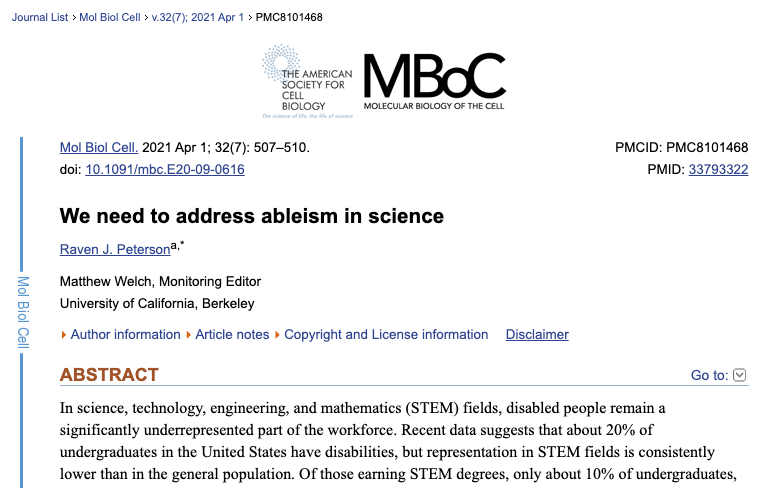 Journal List > Mol Biol Cell > v.32(7); 2021 Apr 1 > PMC8101468
THE AMERICAN
SOCIETY FOR
CELL
BIOLOGY
The science of life, the life of science
MBoC
MOLECULAR BIOLOGY OF THE CELL
Mol Biol Cell. 2021 Apr 1; 32(7): 507–510.
PMCID: PMC8101468
doi: 10.1091/mbc.E20-09-0616
PMID: 33793322
We need to address ableism in science
Raven J. Peterson a,*
Matthew Welch, Monitoring Editor
University of California, Berkeley
Mol Biol Cell
Author information Article notes Copyright and License information Disclaimer
ABSTRACT
Go to:
In science, technology, engineering, and mathematics (STEM) fields, disabled people remain a
significantly underrepresented part of the workforce. Recent data suggests that about 20% of
undergraduates in the United States have disabilities, but representation in STEM fields is consistently
lower than in the general population. Of those earning STEM degrees, only about 10% of undergraduates,